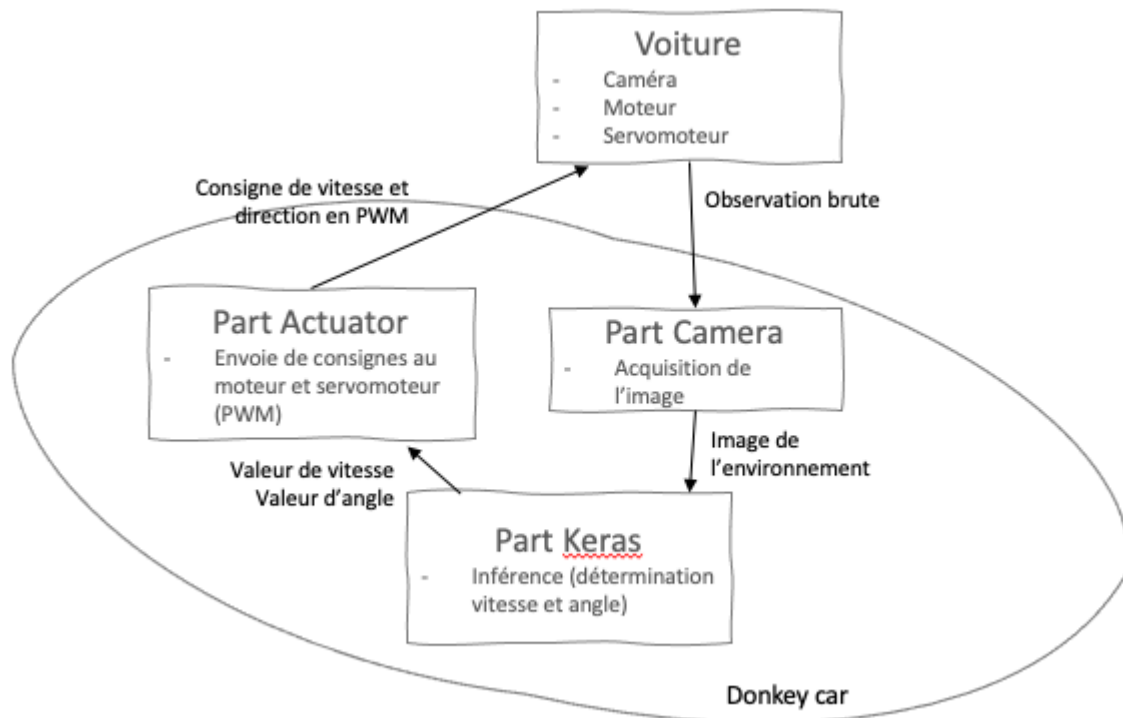 Voiture
- Caméra
- Moteur
- Servomoteur
Consigne de vitesse et
direction en PWM
Observation brute
Part Actuator
- Envoie de consignes au
moteur et servomoteur
(PWM)
Part Camera
- Acquisition de
l’image
Valeur de vitesse
Valeur d’angle
Image de
l’environnement
Part Keras
- Inférence (détermination
vitesse et angle)
Donkey car